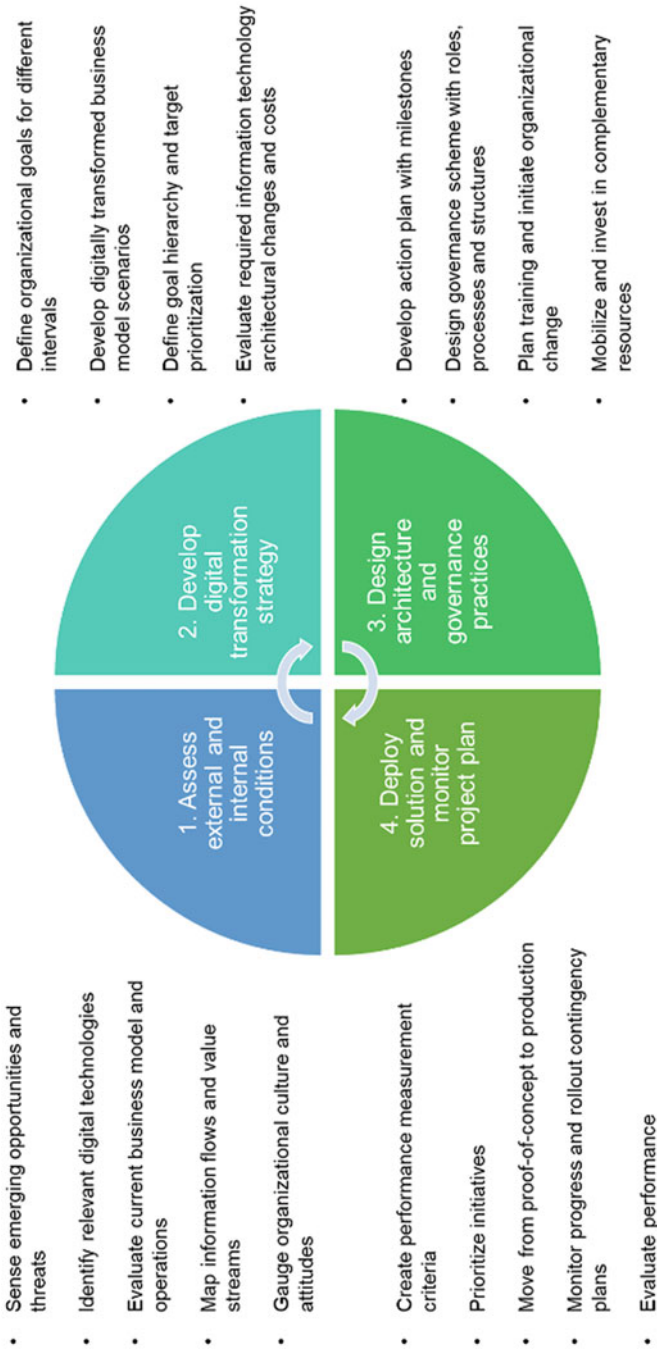 • Sense emerging opportunities and
threats
• Identify relevant digital technologies
• Evaluate current business model and
operations
• Map information flows and value
streams
• Gauge organizational culture and
attitudes
1. Assess
external and
internal
conditions
2. Develop
digital
transformation
strategy
• Define organizational goals for different
intervals
• Develop digitally transformed business
model scenarios
• Define goal hierarchy and target
prioritization
• Evaluate required information technology
architectural changes and costs
• Create performance measurement
criteria
• Prioritize initiatives
• Move from proof-of-concept to production
• Monitor progress and rollout contingency
plans
• Evaluate performance
4. Deploy
solution and
monitor
project plan
3. Design
architecture
and
governance
practices
• Develop action plan with milestones
• Design governance scheme with roles,
processes and structures
• Plan training and initiate organizational
change
• Mobilize and invest in complementary
resources